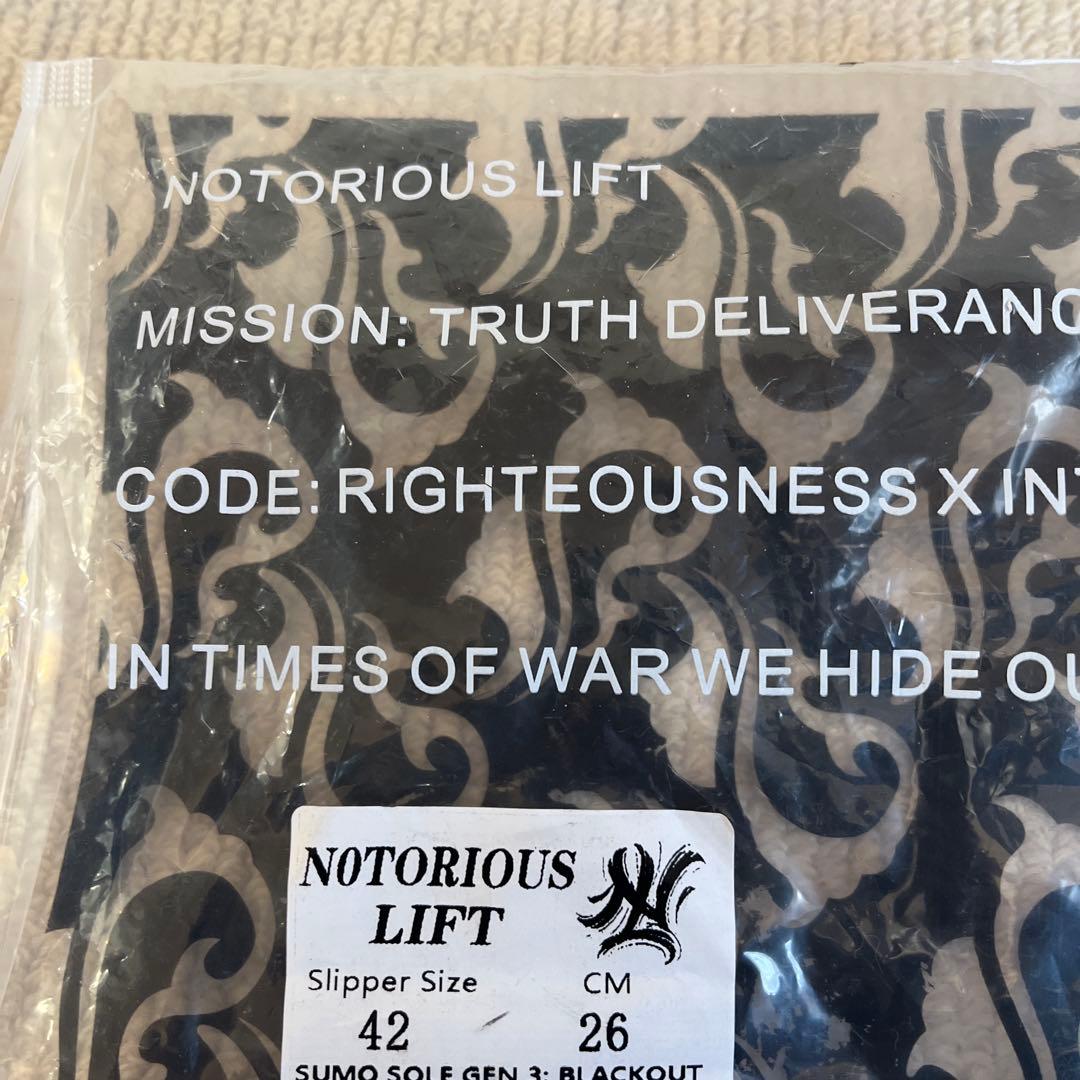 NOTORIOUS LIFT
MISSION: TRUTH DELIVERANC
CODE: RIGHTEOUSNESS X IN
IN TIMES OF WAR WE HIDE OU
NOTORIOUS
LIFT
Slipper Size CM
42 26
SUMO SOLE GEN 3: BLACKOUT